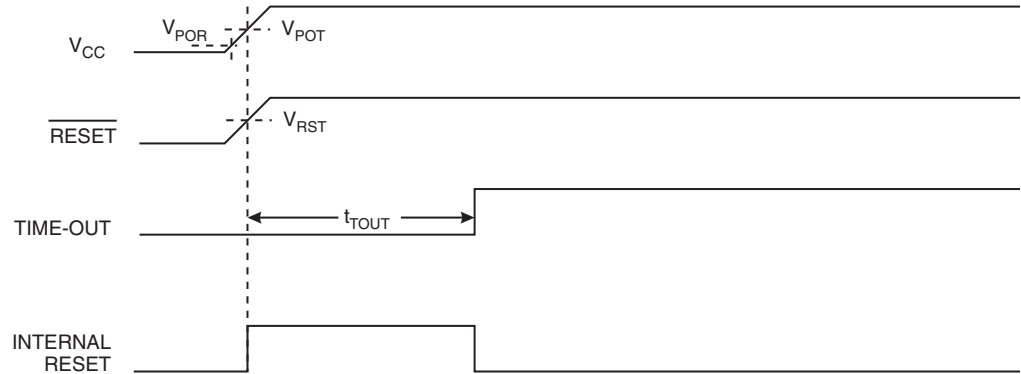 V_POR
V_POT
V_CC
RESET
V_RST
TIME-OUT
t_TOUT
INTERNAL
RESET